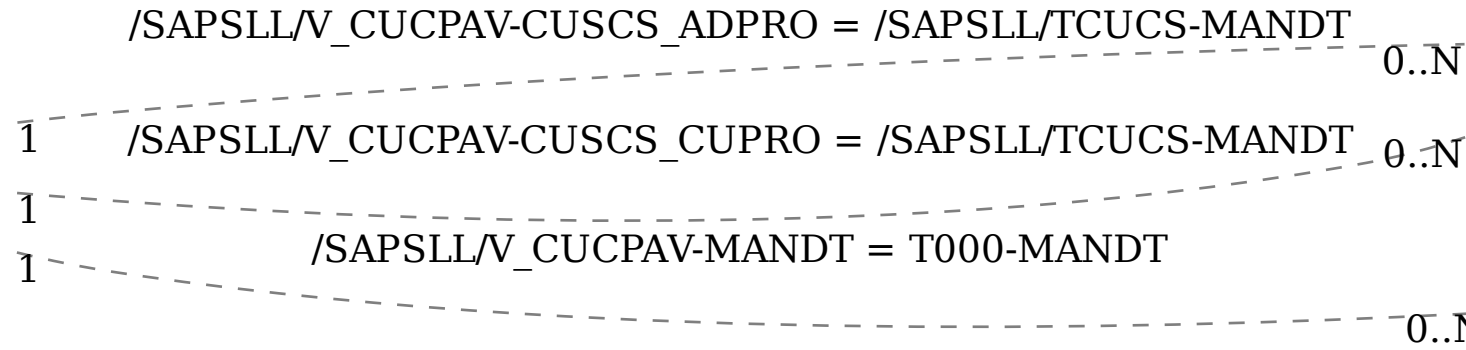 /SAPSLL/V_CUCPAV-CUSCS_ADPRO = /SAPSLL/TCUCS-MANDT
0..N
1
/SAPSLL/V_CUCPAV-CUSCS_CUPRO = /SAPSLL/TCUCS-MANDT
0..N
1
/SAPSLL/V_CUCPAV-MANDT = T000-MANDT
1
0..N